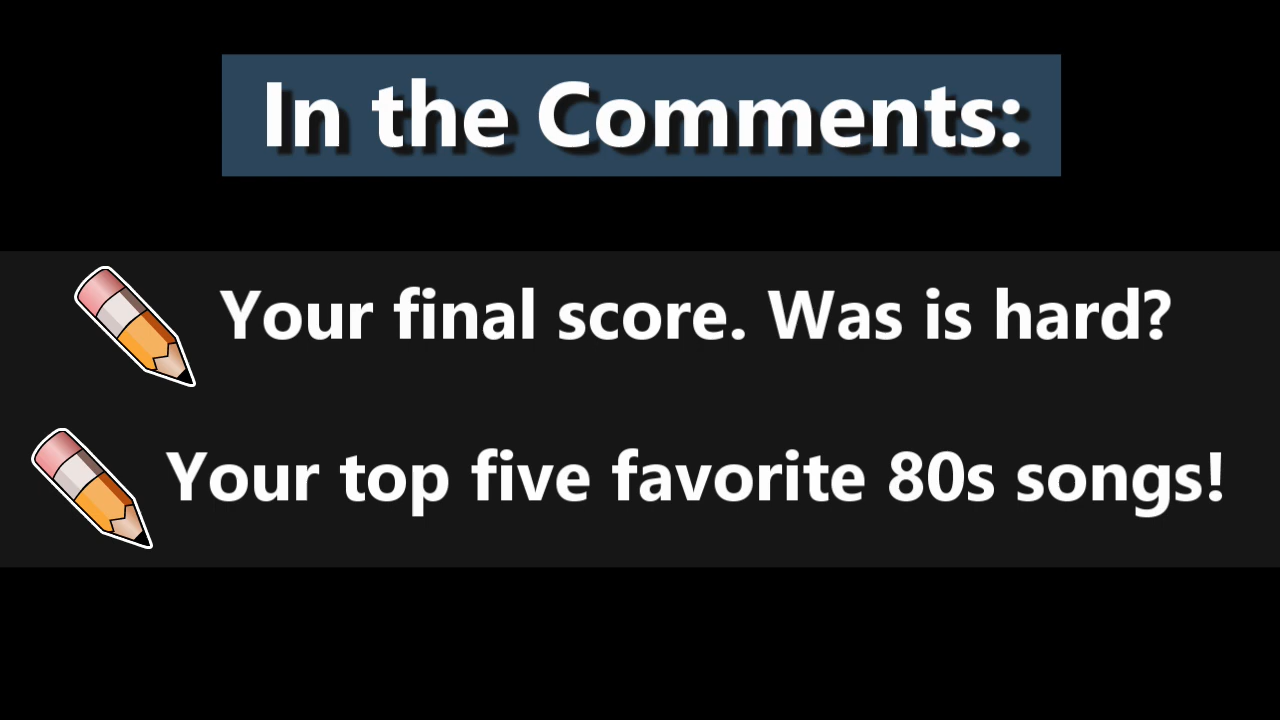 In the Comments:
Your final score. Was is hard?
Your top five favorite 80s songs!